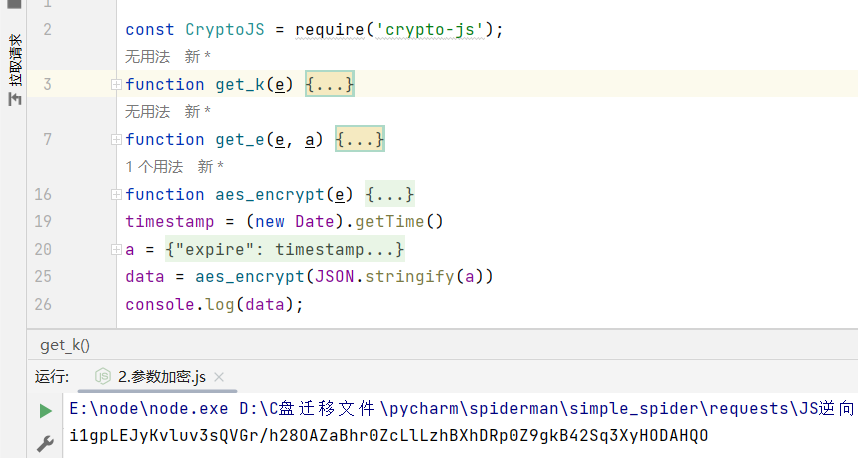 1
拉取请求
2 const CryptoJS = require('crypto-js');
无用法 新 *
3 function get_k(e) {...}
无用法 新 *
7 function get_e(e, a) {...}
1 个用法 新 *
16 function aes_encrypt(e) {...}
19 timestamp = (new Date).getTime()
20 a = {"expire": timestamp...}
25 data = aes_encrypt(JSON.stringify(a))
26 console.log(data);
get_k()
运行: 2.参数加密.js
E:\node\node.exe D:\C盘迁移文件\pycharm\spiderman\simple_spider\requests\JS逆向
i1gpLEJyKvluv3sQVGr/h28OAZaBhr0ZcLlLzhBXhDRp0Z9gkB42Sq3XyHODAHQO